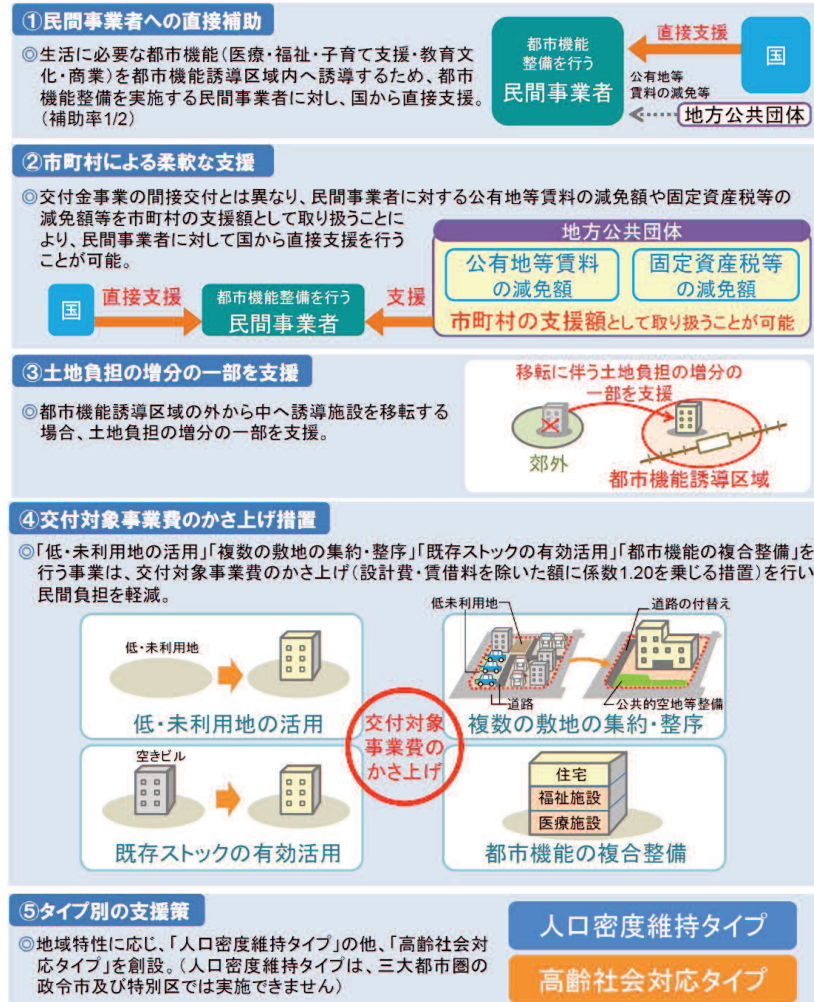 ①民間事業者への直接補助
◎生活に必要な都市機能(医療・福祉・子育て支援・教育文
化・商業)を都市機能誘導区域内へ誘導するため、都市
機能整備を実施する民間事業者に対し、国から直接支援。
(補助率1/2)
都市機能
整備を行う
民間事業者
直接支援
国
公有地等
賃料の減免等
地方公共団体
②市町村による柔軟な支援
◎交付金事業の間接交付とは異なり、民間事業者に対する公有地等賃料の減免額や固定資産税等の
減免額等を市町村の支援額として取り扱うことに
より、民間事業者に対して国から直接支援を行う
ことが可能。
国
直接支援
都市機能整備を行う
民間事業者
支援
地方公共団体
公有地等賃料
の減免額
固定資産税等
の減免額
市町村の支援額として取り扱うことが可能
③土地負担の増分の一部を支援
◎都市機能誘導区域の外から中へ誘導施設を移転する
場合、土地負担の増分の一部を支援。
移転に伴う土地負担の増分の
一部を支援
郊外
都市機能誘導区域
④交付対象事業費のかさ上げ措置
◎「低・未利用地の活用」「複数の敷地の集約・整序」「既存ストックの有効活用」「都市機能の複合整備」を
行う事業は、交付対象事業費のかさ上げ(設計費・賃借料を除いた額に係数1.20を乗じる措置)を行い
民間負担を軽減。
低・未利用地
低・未利用地の活用
低未利用地
道路の付替え
道路
公共的空地等整備
複数の敷地の集約・整序
交付対象
事業費の
かさ上げ
空きビル
既存ストックの有効活用
住宅
福祉施設
医療施設
都市機能の複合整備
⑤タイプ別の支援策
◎地域特性に応じ、「人口密度維持タイプ」の他、「高齢社会対
応タイプ」を創設。(人口密度維持タイプは、三大都市圏の
政令市及び特別区では実施できません)
人口密度維持タイプ
高齢社会対応タイプ